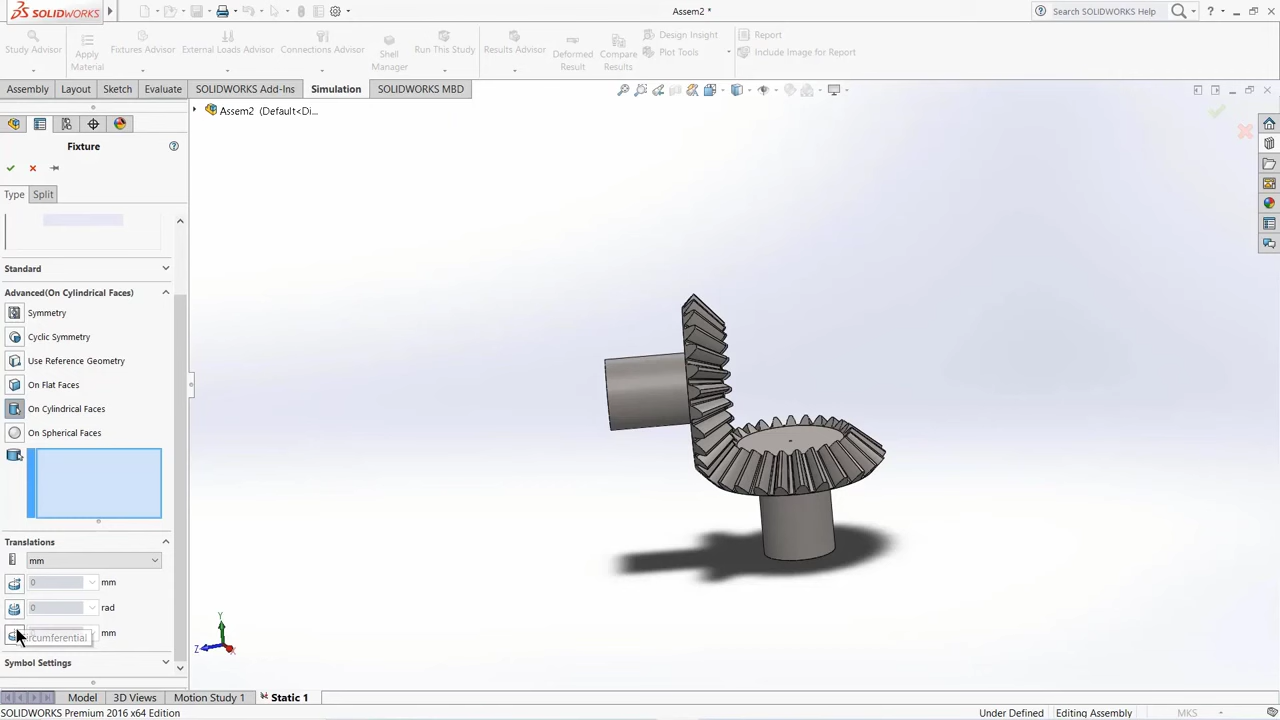 SOLIDWORKS
Assem2 *
Search SOLIDWORKS Help
?
Study Advisor
Apply Material
Fixtures Advisor
External Loads Advisor
Connections Advisor
Shell Manager
Run This Study
Results Advisor
Deformed Result
Compare Results
Design Insight
Plot Tools
Report
Include Image for Report
Assembly
Layout
Sketch
Evaluate
SOLIDWORKS Add-Ins
Simulation
SOLIDWORKS MBD
Assem2 (Default<Di...
Fixture
Type
Split
Standard
Advanced(On Cylindrical Faces)
Symmetry
Cyclic Symmetry
Use Reference Geometry
On Flat Faces
On Cylindrical Faces
On Spherical Faces
Translations
mm
0 mm
0 rad
mm
Symbol Settings
Y
Z
X
Model
3D Views
Motion Study 1
Static 1
SOLIDWORKS Premium 2016 x64 Edition
Under Defined
Editing Assembly
MKS